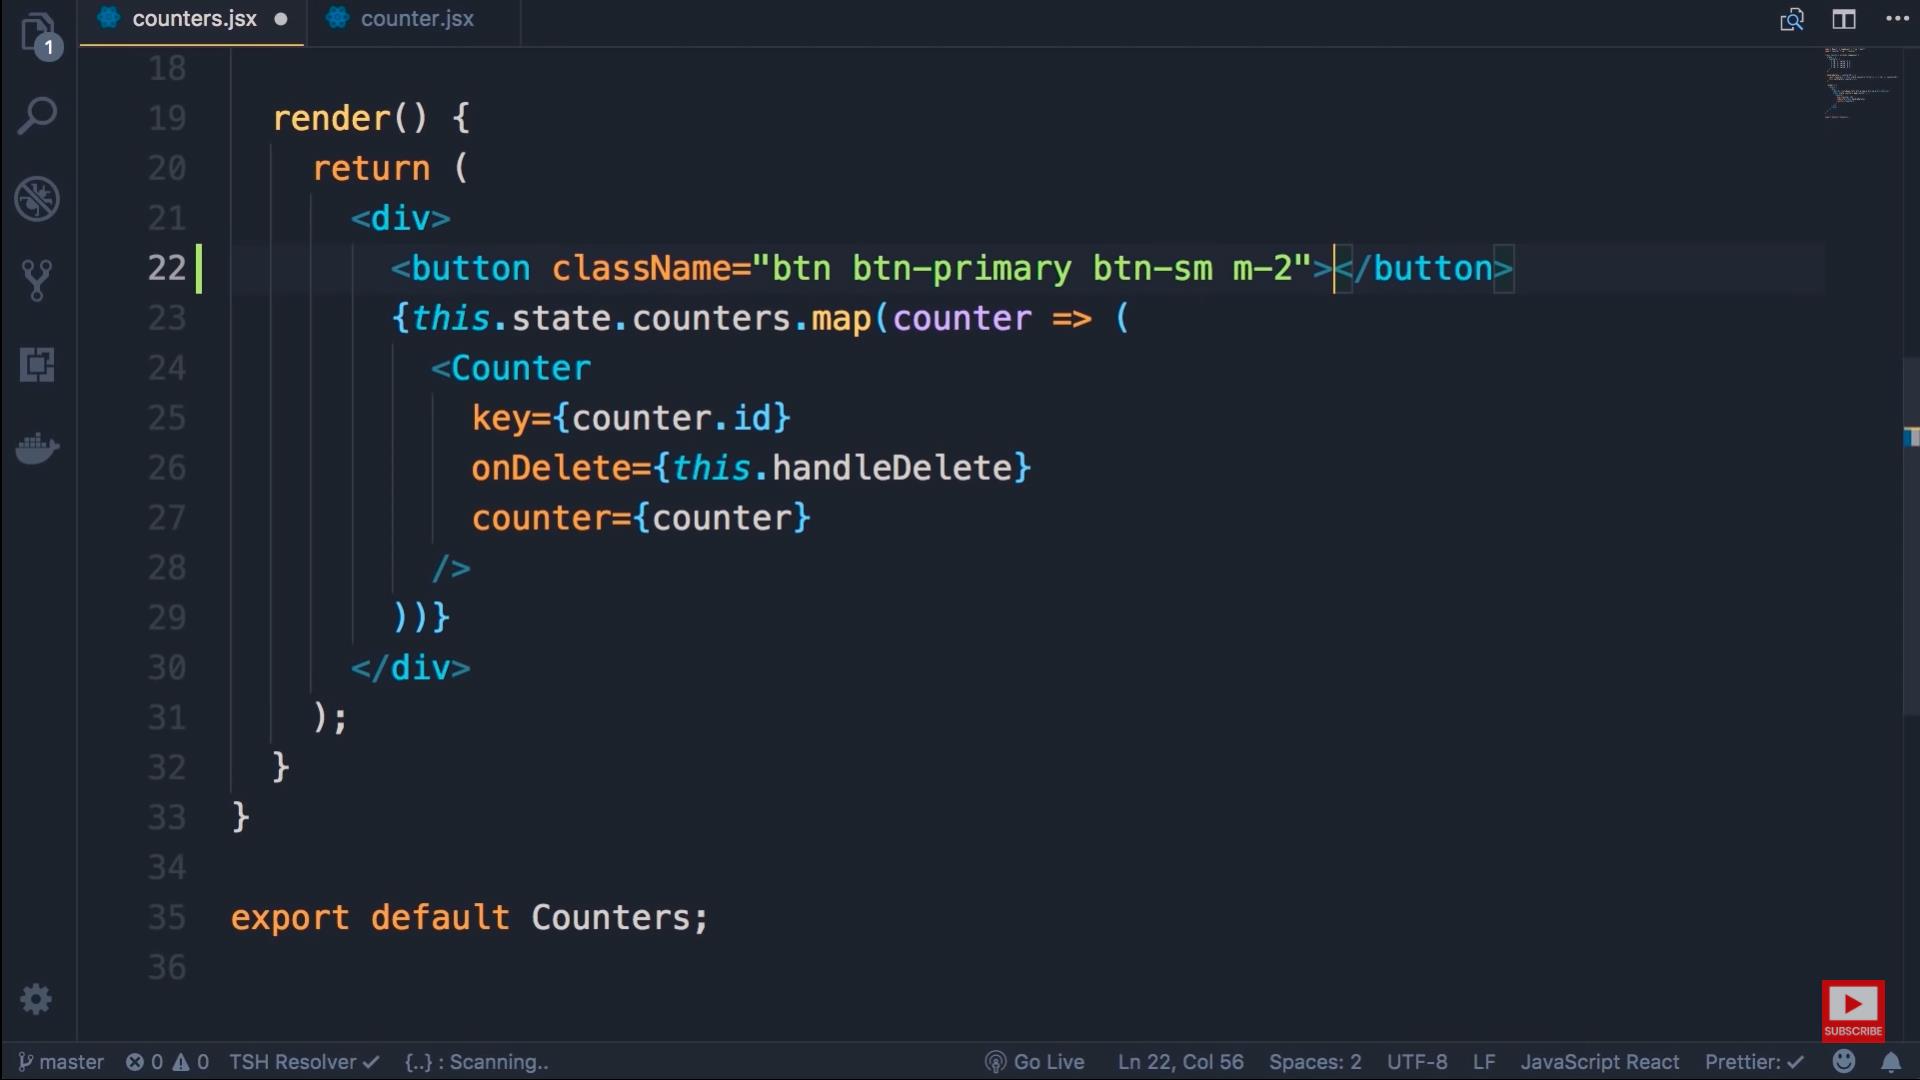 counters.jsx
counter.jsx
1
18
19 render() {
20 return (
21 <div>
22 <button className="btn btn-primary btn-sm m-2"></button>
23 {this.state.counters.map(counter => (
24 <Counter
25 key={counter.id}
26 onDelete={this.handleDelete}
27 counter={counter}
28 />
29 ))}
30 </div>
31 );
32 }
33 }
34
35 export default Counters;
36
SUBSCRIBE
master 0 0 TSH Resolver ✓ {..} : Scanning.. Go Live Ln 22, Col 56 Spaces: 2 UTF-8 LF JavaScript React Prettier: ✓